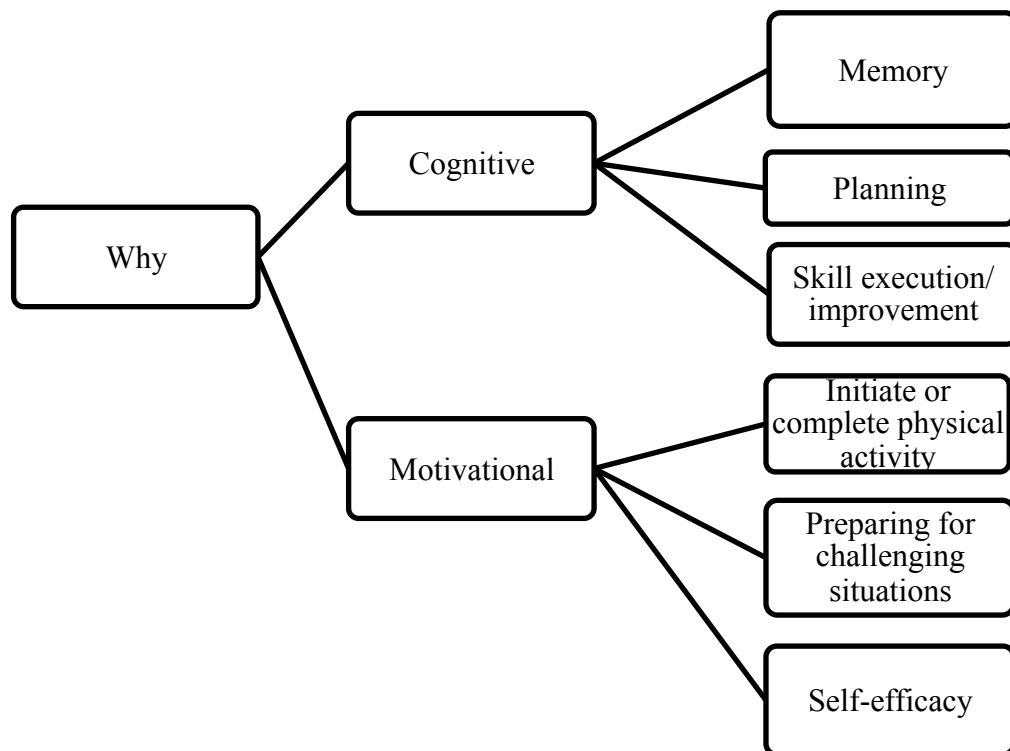 Why
Cognitive
Memory
Planning
Skill execution/
improvement
Motivational
Initiate or
complete physical
activity
Preparing for
challenging
situations
Self-efficacy